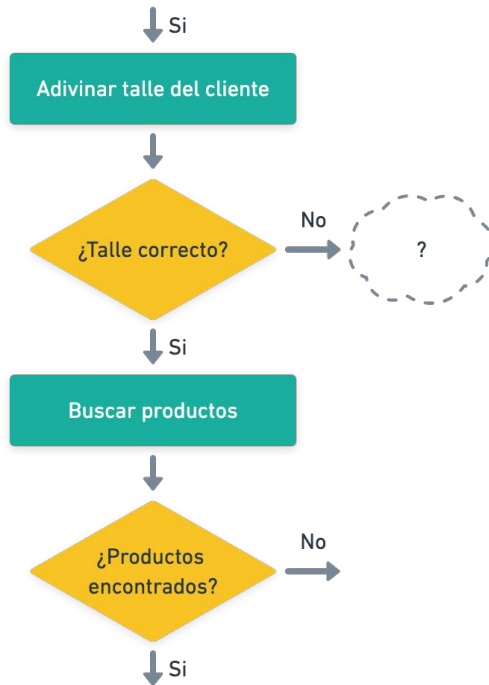 Si
Adivinar talle del cliente
¿Talle correcto?
No
?
Si
Buscar productos
¿Productos
encontrados?
No
Si